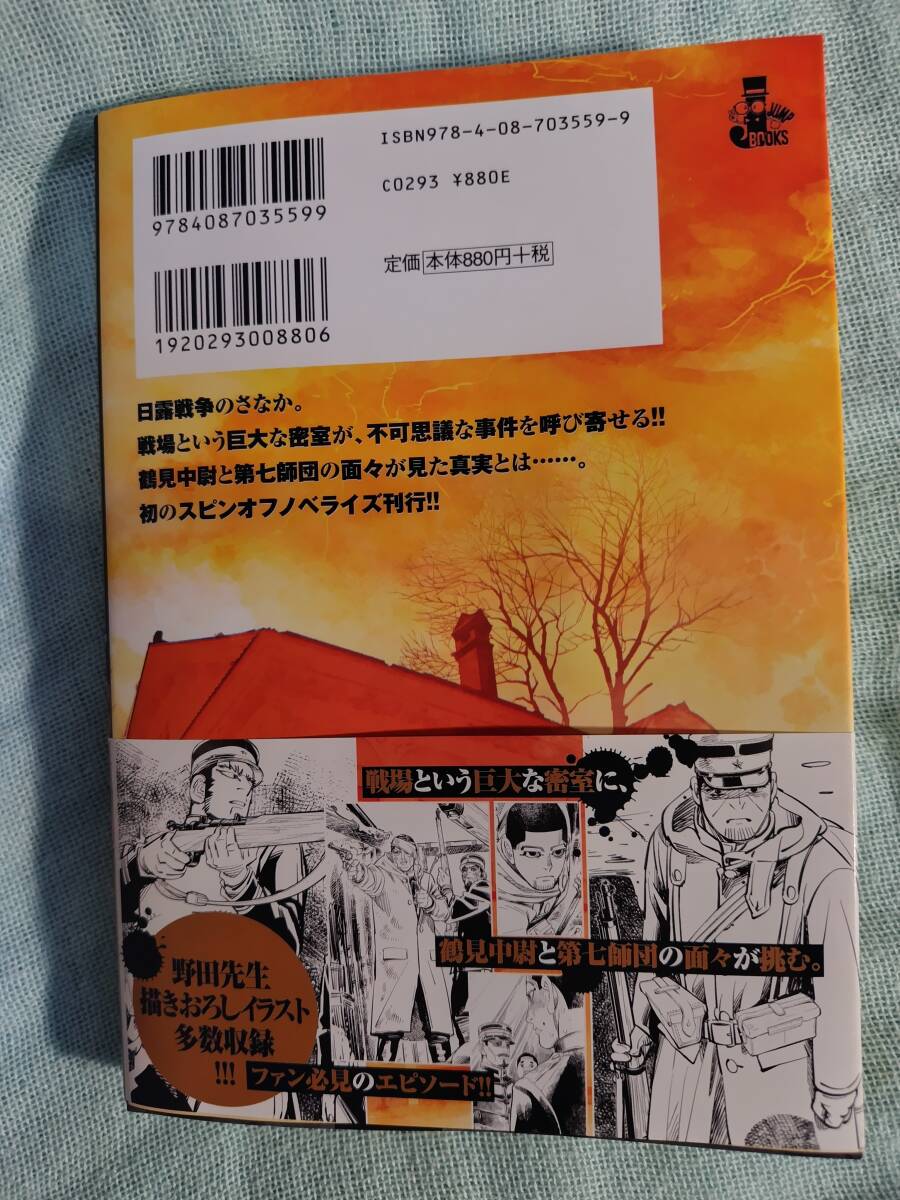 JUMP
J BOOKS
ISBN978-4-08-703559-9
9784087035599
C0293 ¥880E
定価 本体880円+税
1920293008806
日露戦争のさなか。
戦場という巨大な密室が、不可思議な事件を呼び寄せる!!
鶴見中尉と第七師団の面々が見た真実とは……。
初のスピンオフノベライズ刊行!!
戦場という巨大な密室に、
鶴見中尉と第七師団の面々が挑む。
野田先生
描きおろしイラスト
多数収録
!!!
ファン必見のエピソード!!